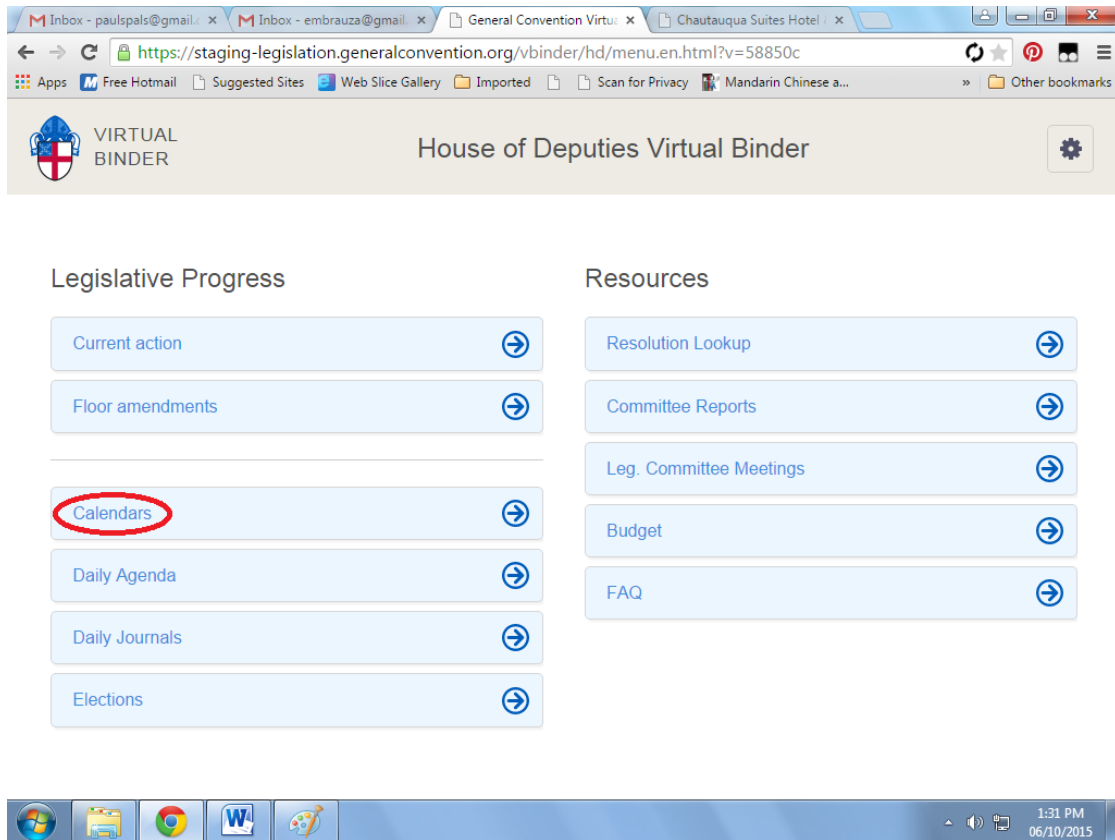 Inbox - paulspals@gmail.c
Inbox - embrauza@gmail.
General Convention Virtua
Chautauqua Suites Hotel &
https://staging-legislation.generalconvention.org/vbinder/hd/menu.en.html?v=58850c
Apps
Free Hotmail
Suggested Sites
Web Slice Gallery
Imported
Scan for Privacy
Mandarin Chinese a...
»
Other bookmarks
VIRTUAL
BINDER
House of Deputies Virtual Binder
Legislative Progress
Current action
Floor amendments
Calendars
Daily Agenda
Daily Journals
Elections
Resources
Resolution Lookup
Committee Reports
Leg. Committee Meetings
Budget
FAQ
1:31 PM
06/10/2015